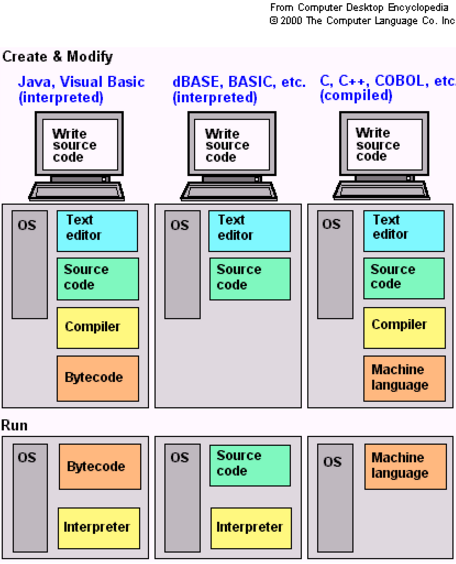 From Computer Desktop Encyclopedia
© 2000 The Computer Language Co. Inc
Create & Modify
Java, Visual Basic
(interpreted)
dBASE, BASIC, etc.
(interpreted)
C, C++, COBOL, etc.
(compiled)
Write
source
code
Write
source
code
Write
source
code
OS
Text
editor
Source
code
Compiler
Bytecode
OS
Text
editor
Source
code
OS
Text
editor
Source
code
Compiler
Machine
language
Run
OS
Bytecode
Interpreter
OS
Source
code
Interpreter
OS
Machine
language